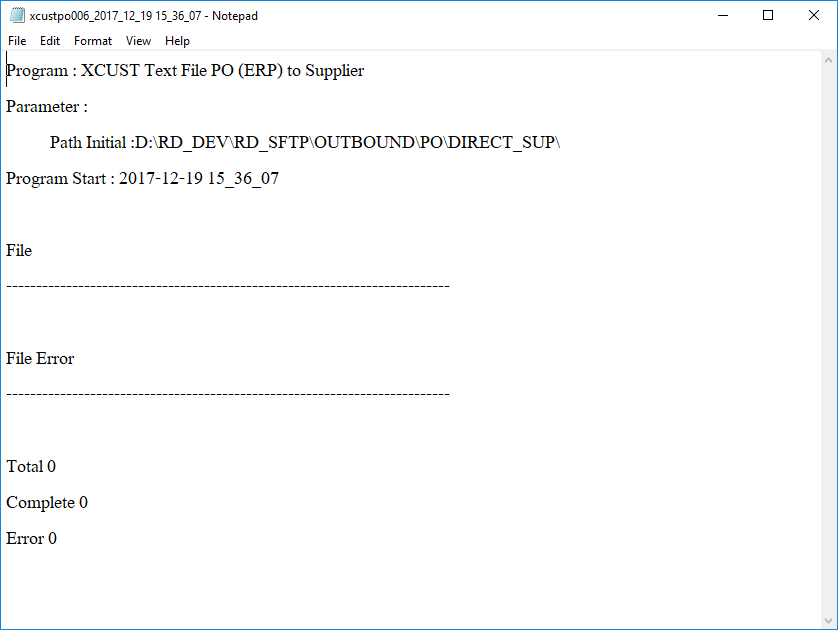 xcustpo006_2017_12_19 15_36_07 - Notepad
File Edit Format View Help
Program : XCUST Text File PO (ERP) to Supplier
Parameter :
Path Initial :D:\RD_DEV\RD_SFTP\OUTBOUND\PO\DIRECT_SUP\
Program Start : 2017-12-19 15_36_07
File
--------------------------------------------------------------------------
File Error
--------------------------------------------------------------------------
Total 0
Complete 0
Error 0